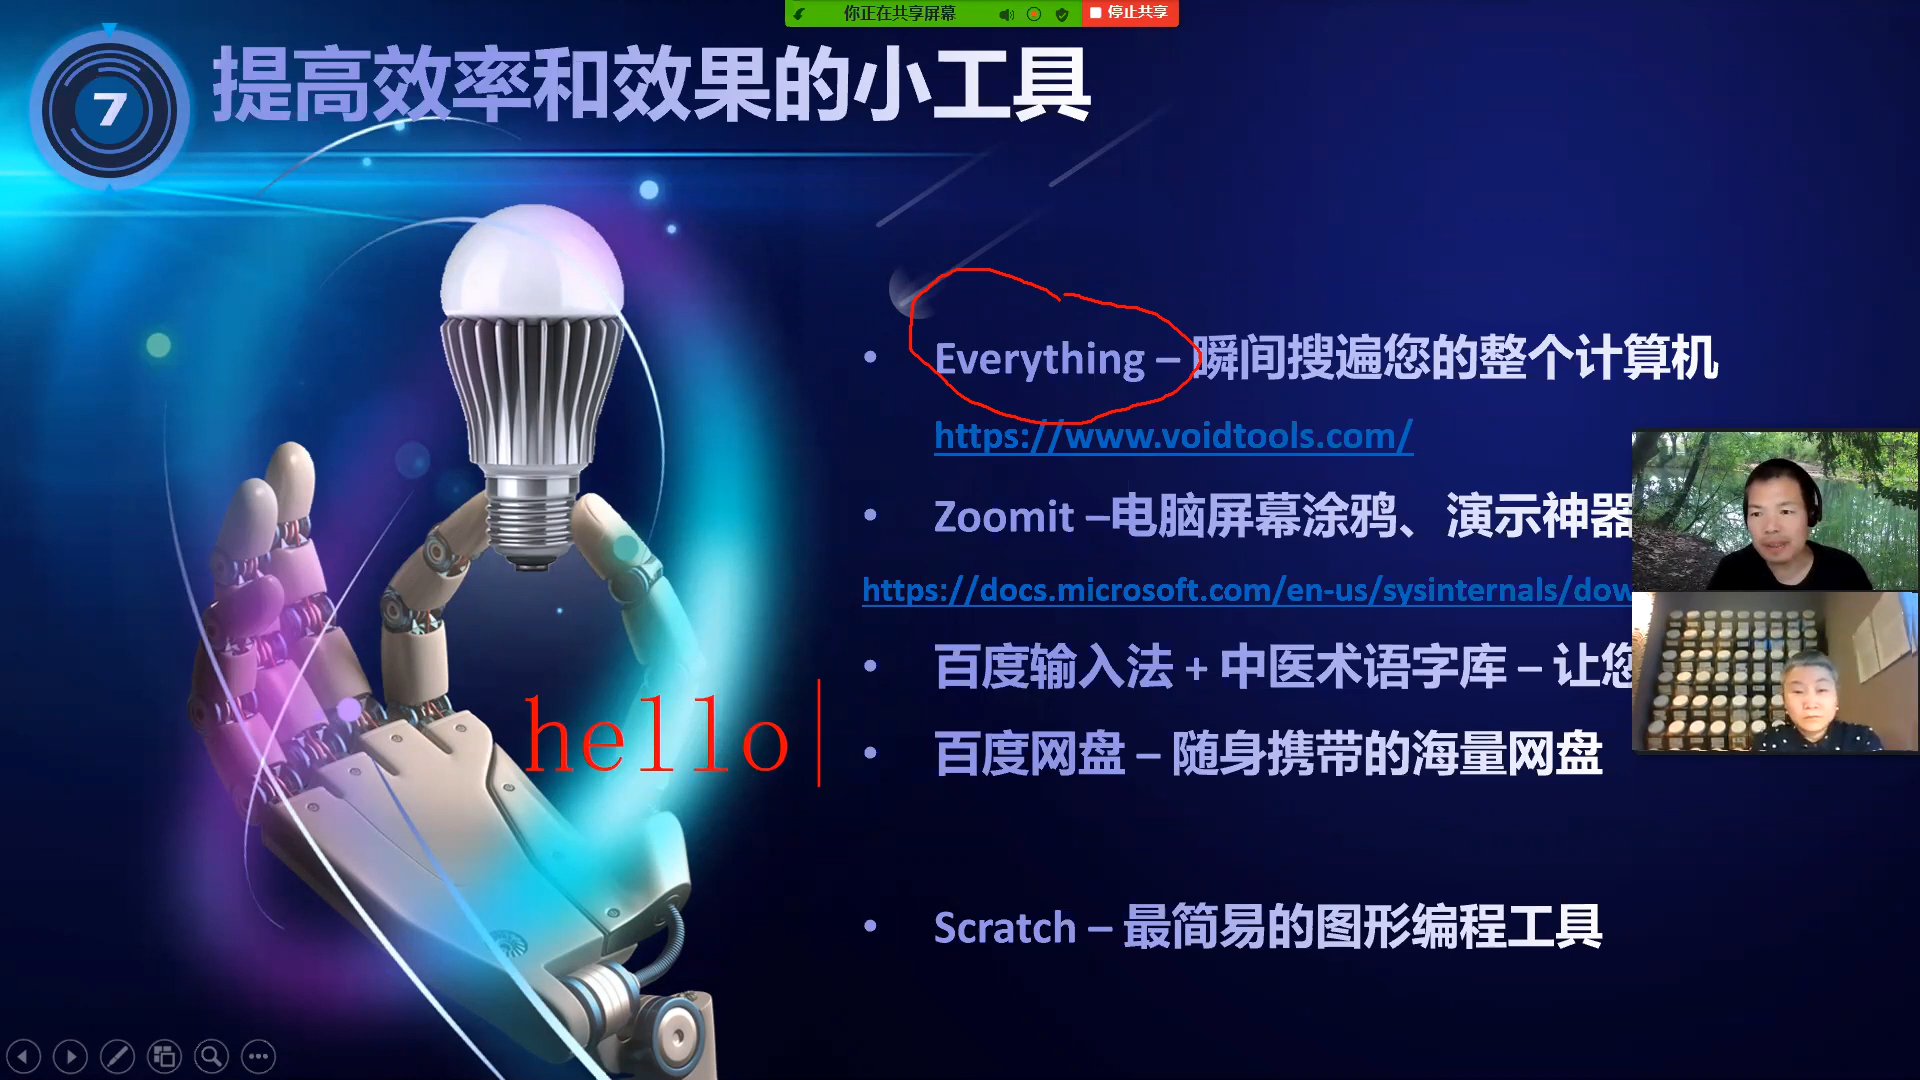 你正在共享屏幕
停止共享
7
提高效率和效果的小工具
• Everything – 瞬间搜遍您的整个计算机
https://www.voidtools.com/
• Zoomit –电脑屏幕涂鸦、演示神器
https://docs.microsoft.com/en-us/sysinternals/dow
• 百度输入法 + 中医术语字库 – 让您
hello
• 百度网盘 – 随身携带的海量网盘
• Scratch – 最简易的图形编程工具